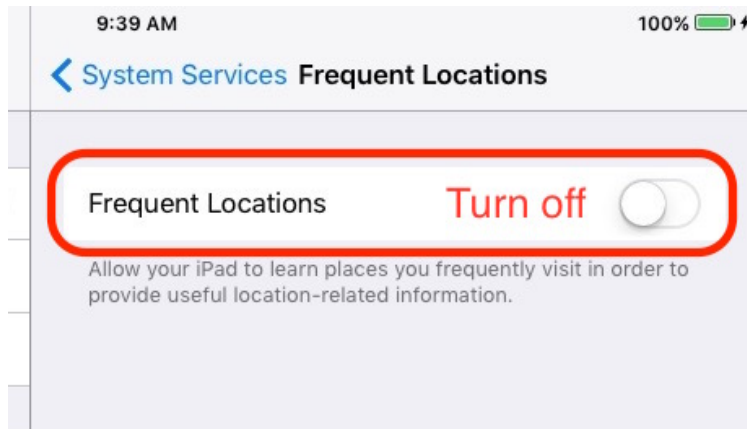 9:39 AM
100%
System Services Frequent Locations
Frequent Locations Turn off
Allow your iPad to learn places you frequently visit in order to
provide useful location-related information.